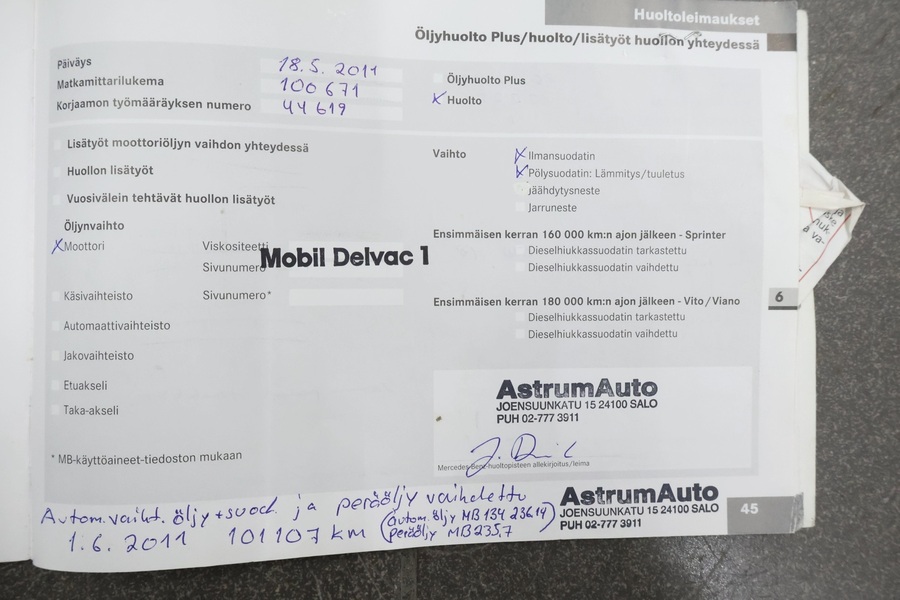 Huoltoleimaukset
Öljyhuolto Plus/huolto/lisätyöt huollon yhteydessä
Päiväys 18.5. 2011
Matkamittarilukema 100 671
Korjaamon työmääräyksen numero 44 619
Öljyhuolto Plus
x Huolto
Lisätyöt moottoriöljyn vaihdon yhteydessä
Huollon lisätyöt
Vuosivälein tehtävät huollon lisätyöt
Öljynvaihto
x Moottori Viskositeetti
Sivunumero
Mobil Delvac 1
Käsivaihteisto Sivunumero*
Automaattivaihteisto
Jakovaihteisto
Etuakseli
Taka-akseli
* MB-käyttöaineet-tiedoston mukaan
Vaihto x Ilmansuodatin
x Pölysuodatin: Lämmitys/tuuletus
Jäähdytysneste
Jarruneste
Ensimmäisen kerran 160 000 km:n ajon jälkeen - Sprinter
Dieselhiukkassuodatin tarkastettu
Dieselhiukkassuodatin vaihdettu
Ensimmäisen kerran 180 000 km:n ajon jälkeen - Vito/Viano
Dieselhiukkassuodatin tarkastettu
Dieselhiukkassuodatin vaihdettu
6
AstrumAuto
JOENSUUNKATU 15 24100 SALO
PUH 02-777 3911
Mercedes-Benz-huoltopisteen allekirjoitus/leima
Autom.vaiht. öljy+suod. ja peräöljy vaihdettu
1.6. 2011 101107 km
(autom.öljy MB 134 236.14)
peräöljy MB 235.7
AstrumAuto
JOENSUUNKATU 15 24100 SALO
PUH 02-777 3911
45